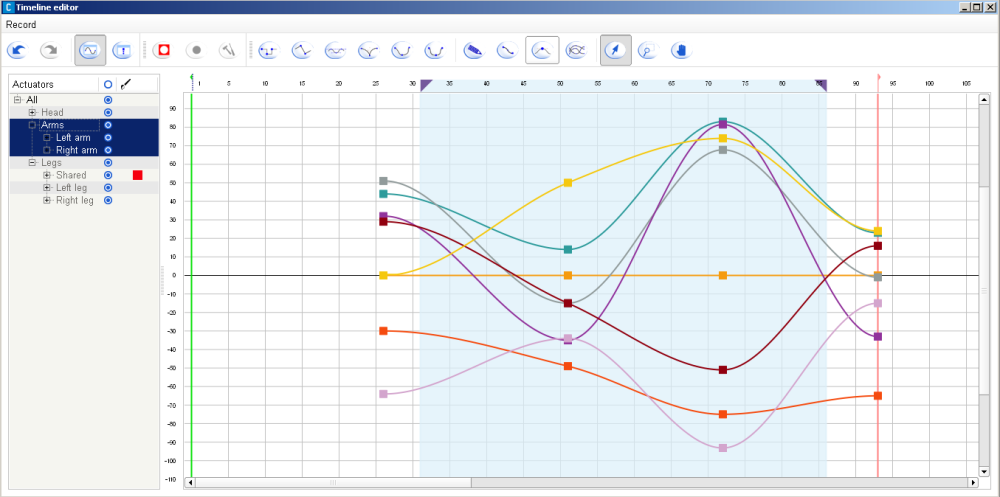 C Timeline editor
Record
Actuators
All
Head
Arms
Left arm
Right arm
Legs
Shared
Left leg
Right leg
1 5 10 15 20 25 30 35 40 45 50 55 60 65 70 75 80 85 90 95 100 105
90
80
70
60
50
40
30
20
10
0
-10
-20
-30
-40
-50
-60
-70
-80
-90
-100
-110